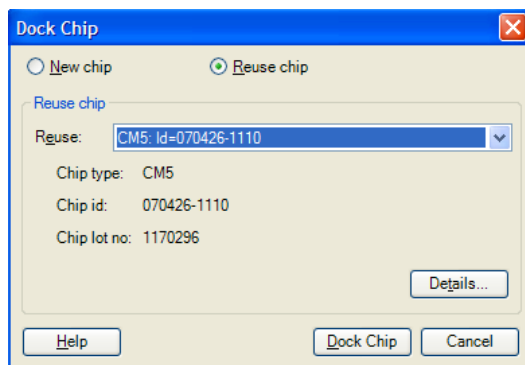 Dock Chip
New chip
Reuse chip
Reuse chip
Reuse: CM5: Id=070426-1110
Chip type: CM5
Chip id: 070426-1110
Chip lot no: 1170296
Details...
Help
Dock Chip
Cancel